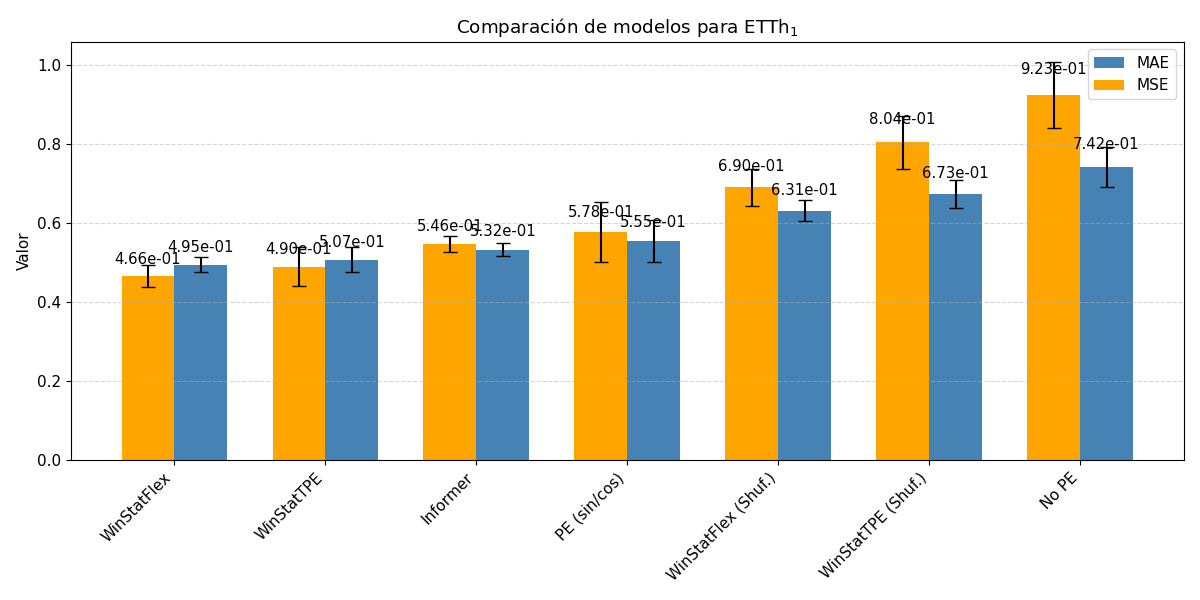 Comparación de modelos para ETTh₁
MAE
MSE
Valor
1.0
0.8
0.6
0.4
0.2
0.0
4.66e-01
4.95e-01
4.90e-01
5.07e-01
5.46e-01
5.32e-01
5.78e-01
5.55e-01
6.90e-01
6.31e-01
8.04e-01
6.73e-01
9.23e-01
7.42e-01
WinStatFlex
WinStatTPE
Informer
PE (sin/cos)
WinStatFlex (Shuf.)
WinStatTPE (Shuf.)
No PE